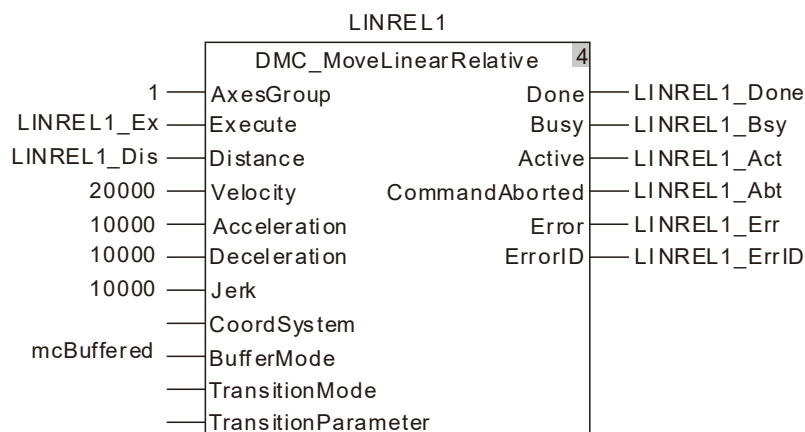 LINREL1
DMC_MoveLinearRelative 4
1 AxesGroup Done LINREL1_Done
LINREL1_Ex Execute Busy LINREL1_Bsy
LINREL1_Dis Distance Active LINREL1_Act
20000 Velocity CommandAborted LINREL1_Abt
10000 Acceleration Error LINREL1_Err
10000 Deceleration ErrorID LINREL1_ErrID
10000 Jerk
CoordSystem
mcBuffered BufferMode
TransitionMode
TransitionParameter